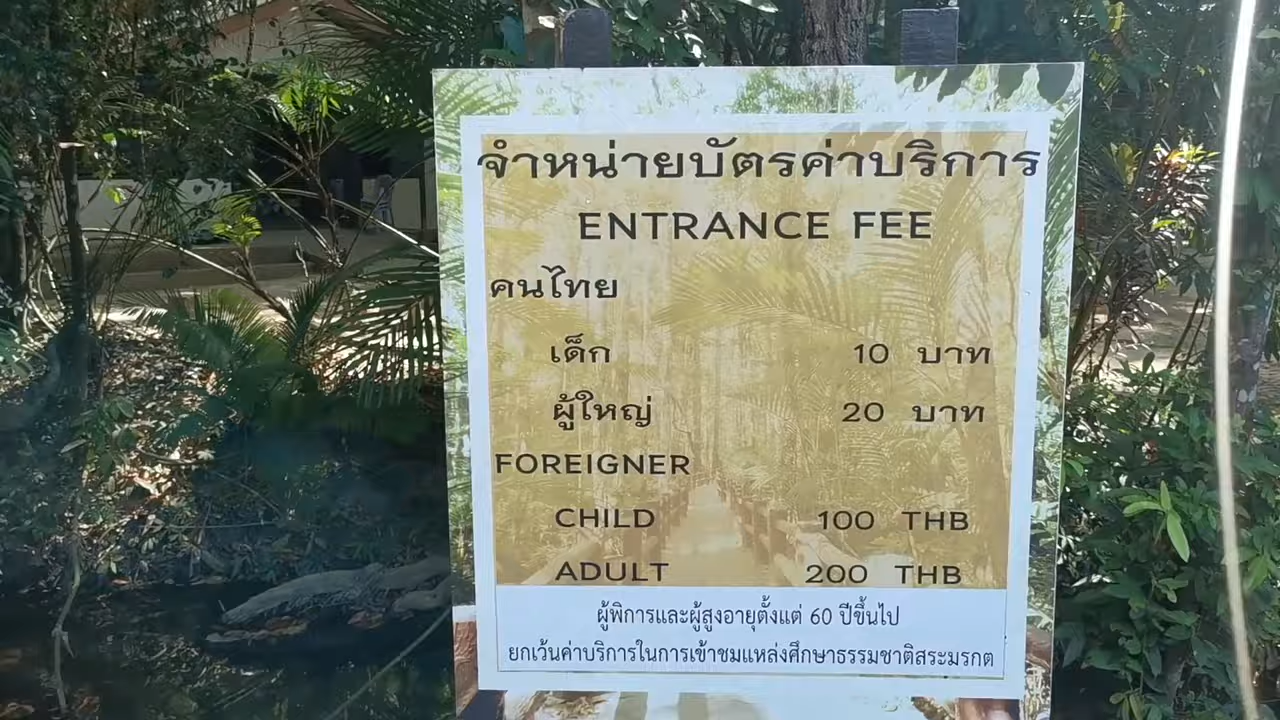 จำหน่ายบัตรค่าบริการ
ENTRANCE FEE
คนไทย
เด็ก 10 บาท
ผู้ใหญ่ 20 บาท
FOREIGNER
CHILD 100 THB
ADULT 200 THB
ผู้พิการและผู้สูงอายุตั้งแต่ 60 ปีขึ้นไป
ยกเว้นค่าบริการในการเข้าชมแหล่งศึกษาธรรมชาติสระมรกต